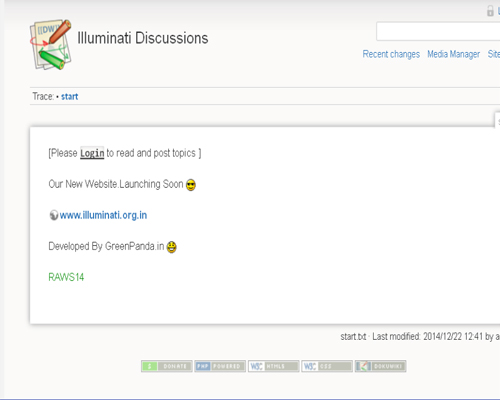 [[DW]]
Illuminati Discussions
Recent changes Media Manager Site
Trace: • start
[Please Login to read and post topics ]
Our New Website.Launching Soon
www.illuminati.org.in
Developed By GreenPanda.in
RAWS14
start.txt · Last modified: 2014/12/22 12:41 by a
DONATE PHP POWERED W3C HTML5 W3C CSS DOKUWIKI